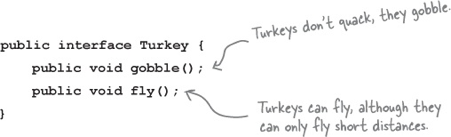 Turkeys don't quack, they gobble.
public interface Turkey {
public void gobble();
public void fly();
}
Turkeys can fly, although they
can only fly short distances.